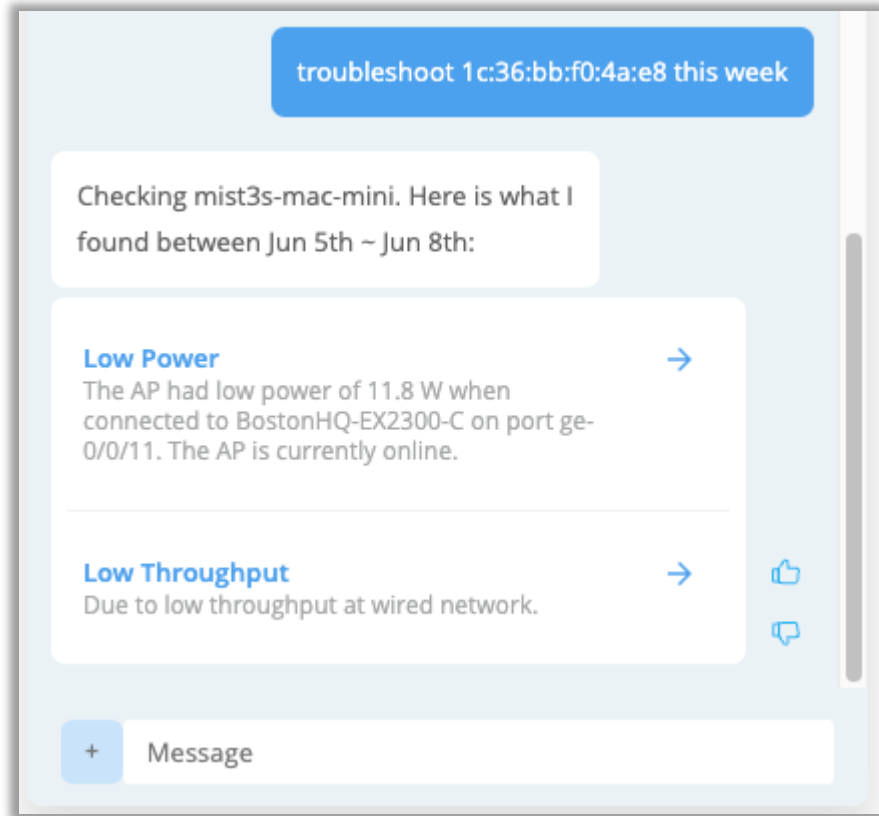 troubleshoot 1c:36:bb:f0:4a:e8 this week
Checking mist3s-mac-mini. Here is what I
found between Jun 5th ~ Jun 8th:
Low Power
The AP had low power of 11.8 W when
connected to BostonHQ-EX2300-C on port ge-
0/0/11. The AP is currently online.
Low Throughput
Due to low throughput at wired network.
+ Message